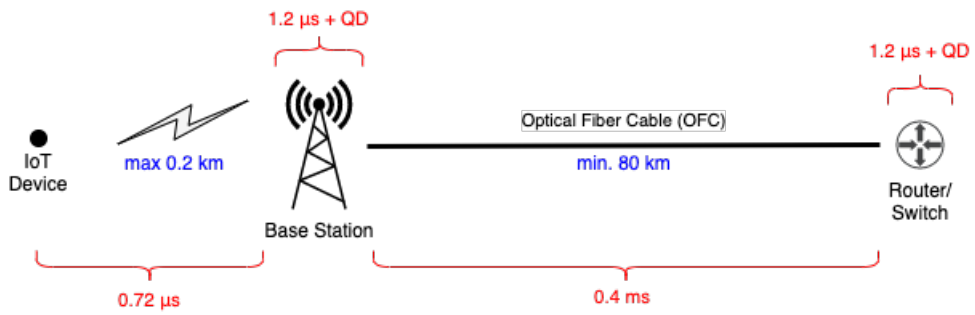 1.2 µs + QD
1.2 µs + QD
Optical Fiber Cable (OFC)
IoT
Device
max 0.2 km
min. 80 km
Router/
Switch
Base Station
0.72 µs
0.4 ms